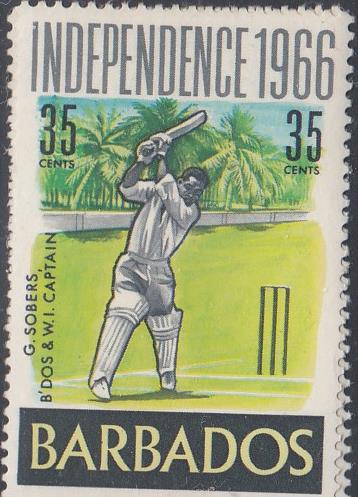 INDEPENDENCE 1966
35
CENTS
35
CENTS
G. SOBERS,
B'DOS & W.I. CAPTAIN
BARBADOS